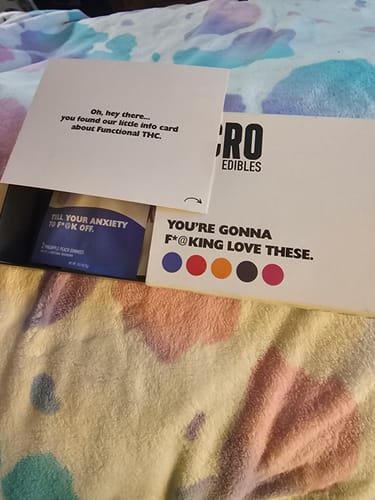 Oh, hey there...
you found our little info card
about Functional THC.
CRO
EDIBLES
TELL YOUR ANXIETY
TO F*@K OFF.
YOU'RE GONNA
F*@KING LOVE THESE.